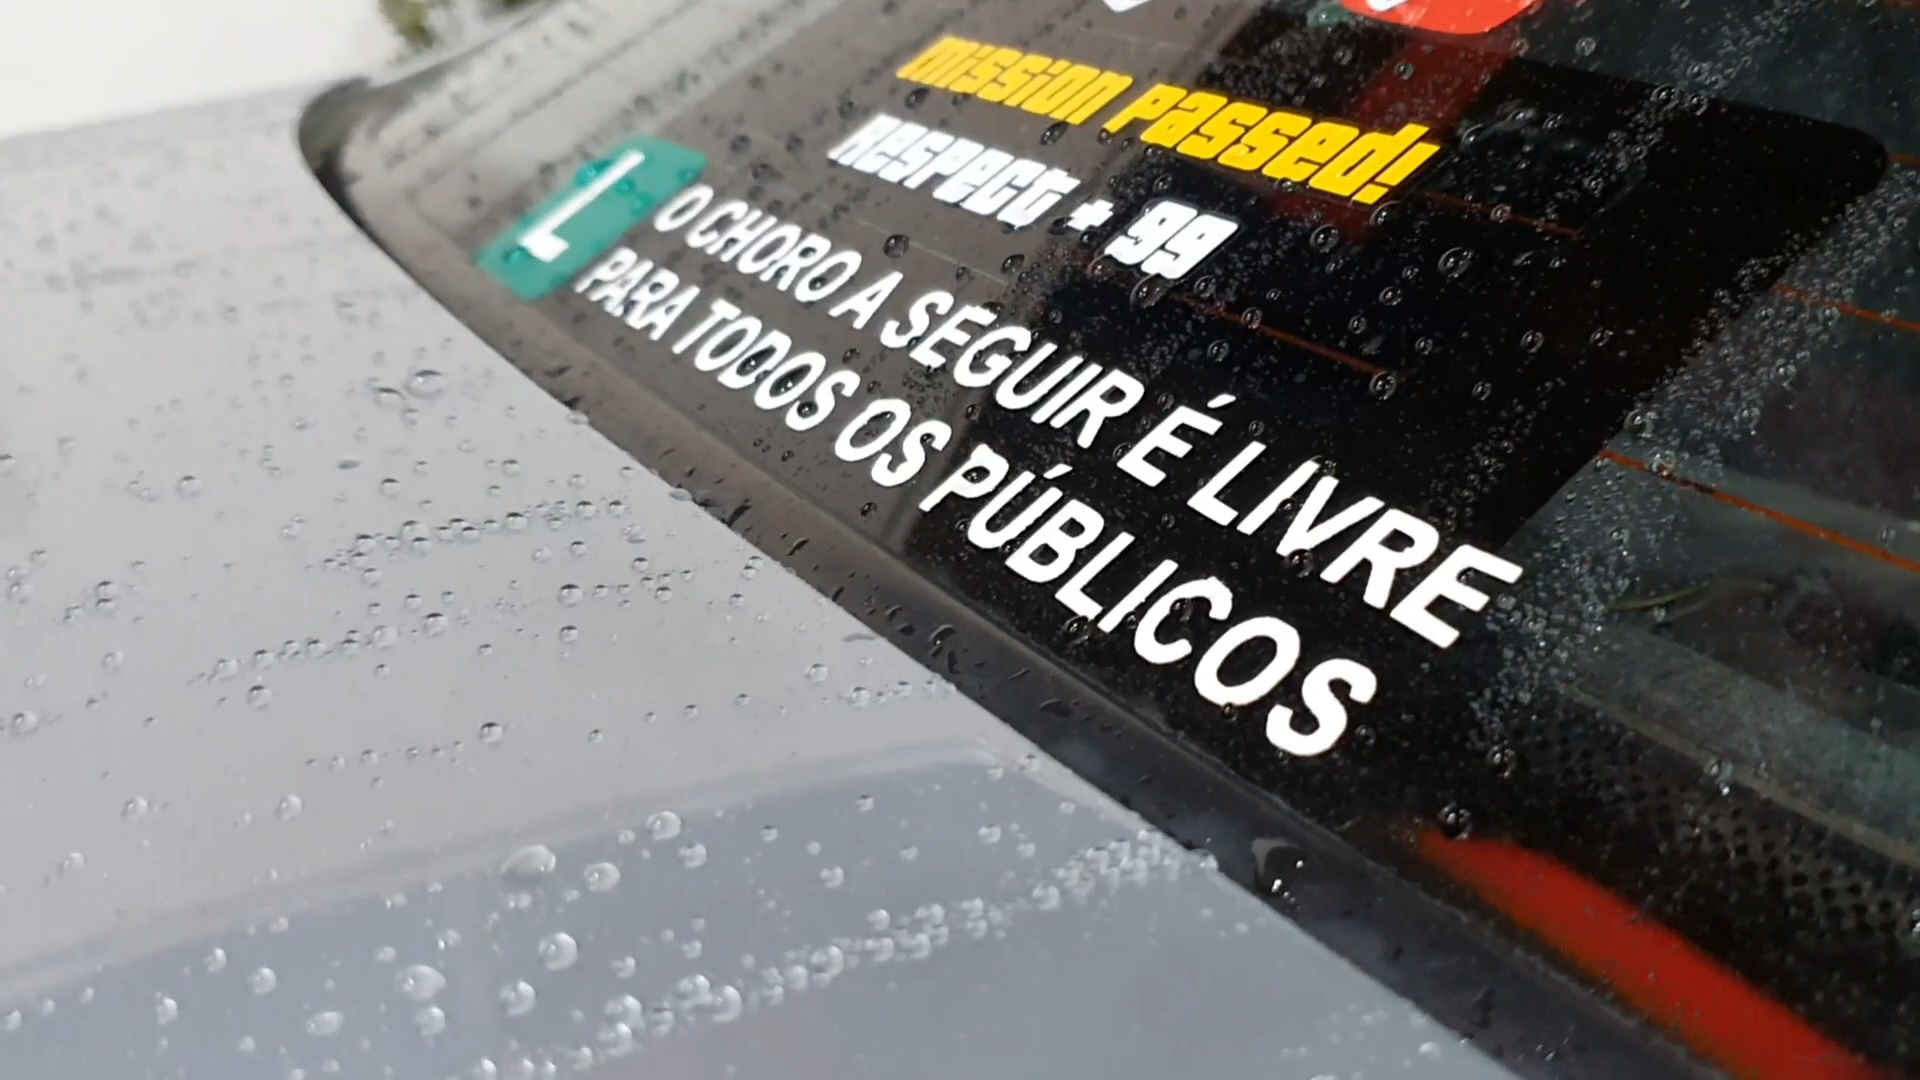 mission passed!
Respect + 99
L O CHORO A SEGUIR É LIVRE
PARA TODOS OS PÚBLICOS